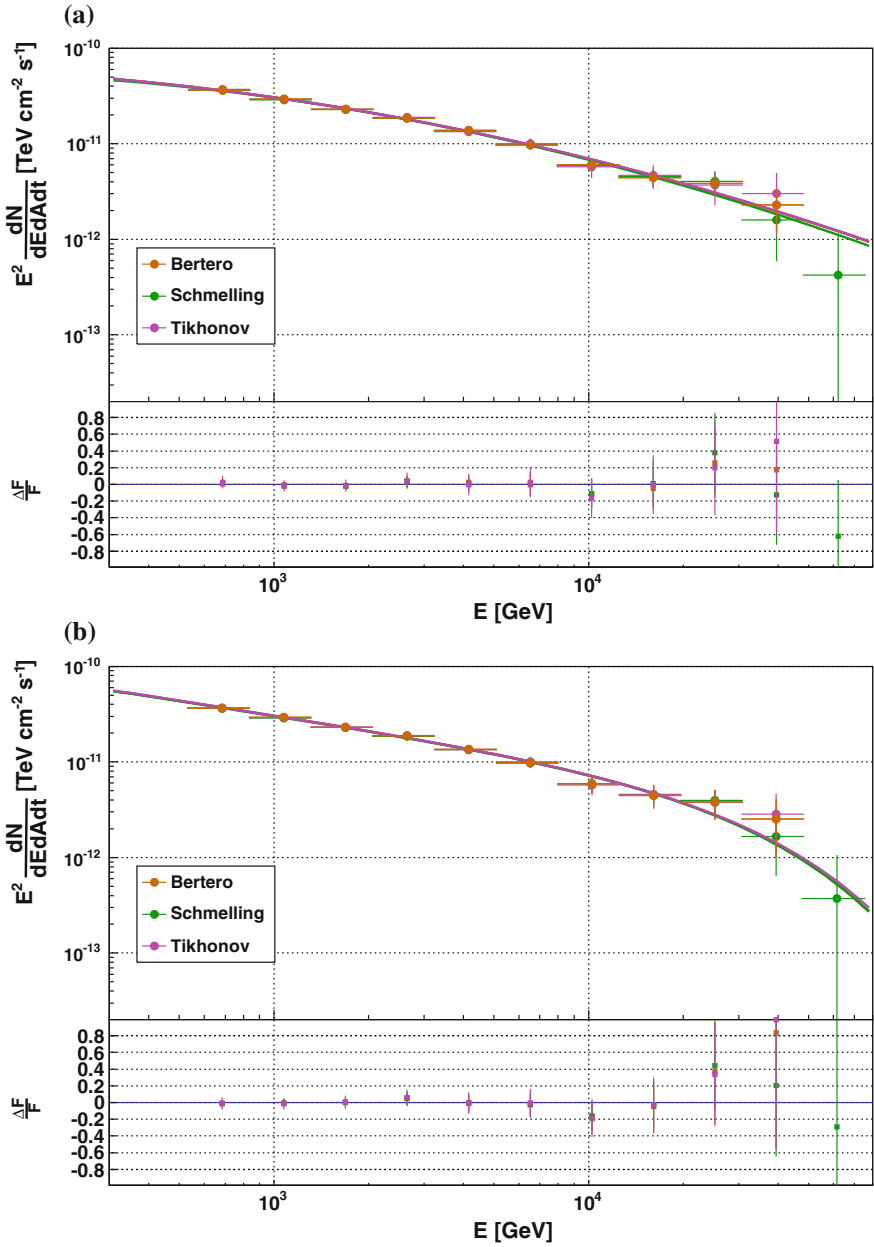 (a)
10⁻¹⁰
10⁻¹¹
10⁻¹²
10⁻¹³
E² dN/dEdAdt [TeV cm⁻² s⁻¹]
Bertero
Schmelling
Tikhonov
0.8
0.6
0.4
0.2
0
-0.2
-0.4
-0.6
-0.8
ΔF/F
10³
10⁴
E [GeV]
(b)
10⁻¹⁰
10⁻¹¹
10⁻¹²
10⁻¹³
E² dN/dEdAdt [TeV cm⁻² s⁻¹]
Bertero
Schmelling
Tikhonov
0.8
0.6
0.4
0.2
0
-0.2
-0.4
-0.6
-0.8
ΔF/F
10³
10⁴
E [GeV]